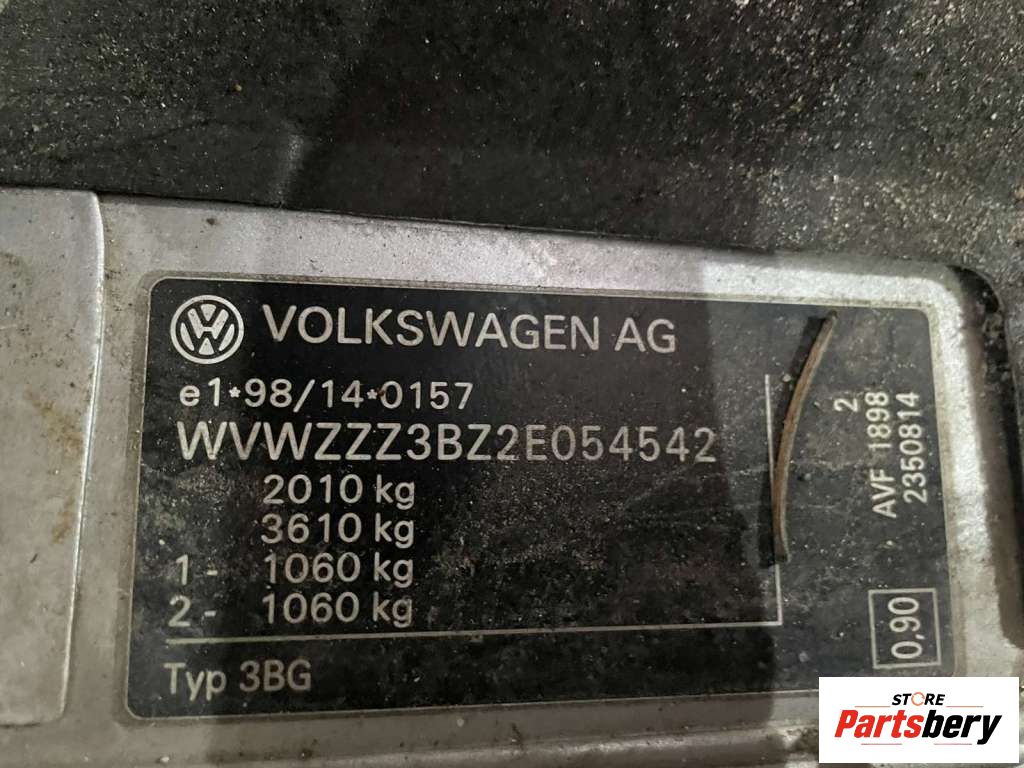 VOLKSWAGEN AG
e1*98/14*0157
WVWZZZ3BZ2E054542
2010 kg
3610 kg
1- 1060 kg
2- 1060 kg
Typ 3BG
2
AVF 1898
2350814
0,90
STORE
Partsbery